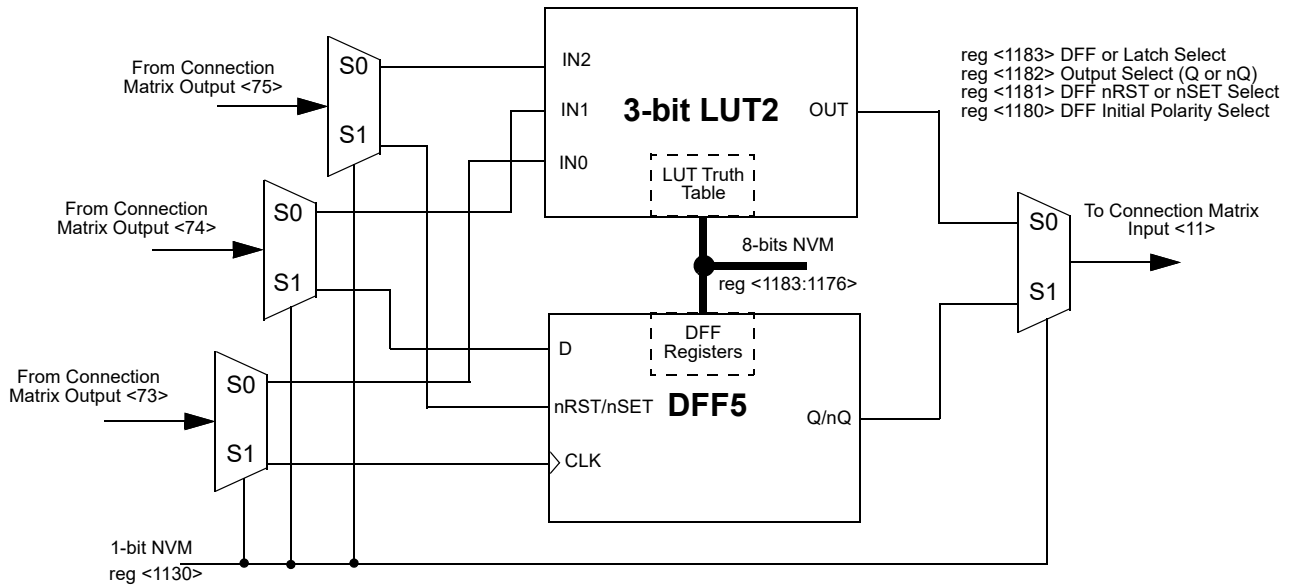 From Connection
Matrix Output <75>
S0
S1
IN2
IN1
IN0
3-bit LUT2
OUT
LUT Truth
Table
reg <1183> DFF or Latch Select
reg <1182> Output Select (Q or nQ)
reg <1181> DFF nRST or nSET Select
reg <1180> DFF Initial Polarity Select
From Connection
Matrix Output <74>
S0
S1
8-bits NVM
reg <1183:1176>
S0
S1
To Connection Matrix
Input <11>
From Connection
Matrix Output <73>
S0
S1
D
nRST/nSET
CLK
DFF
Registers
DFF5
Q/nQ
1-bit NVM
reg <1130>